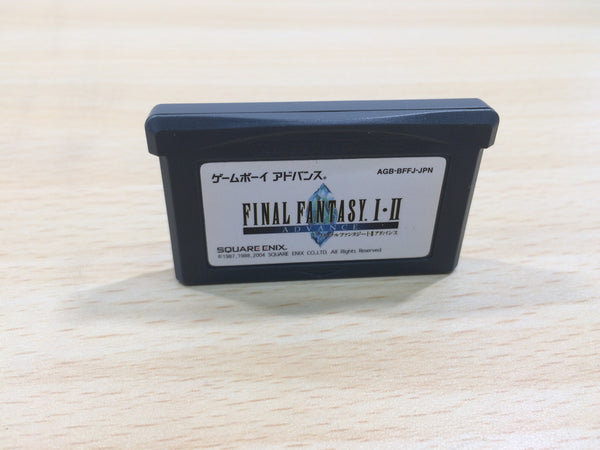 ゲームボーイ アドバンス®
AGB-BFFJ-JPN
FINAL FANTASY. I・II
ADVANCE
ファイナルファンタジーI・IIアドバンス
SQUARE ENIX.
©1987, 1988, 2004 SQUARE ENIX CO.,LTD. All Rights Reserved.